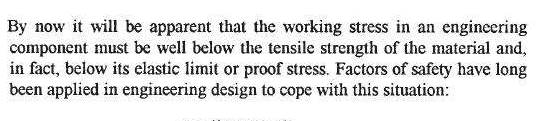 By now it will be apparent that the working stress in an engineering
component must be well below the tensile strength of the material and,
in fact, below its elastic limit or proof stress. Factors of safety have long
been applied in engineering design to cope with this situation: